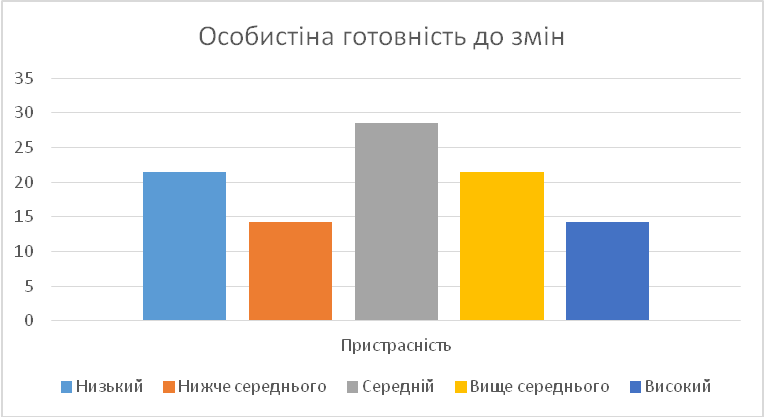 Особистіна готовність до змін
35
30
25
20
15
10
5
0
Пристрасність
Низький Нижче середнього Середній Вище середнього Високий